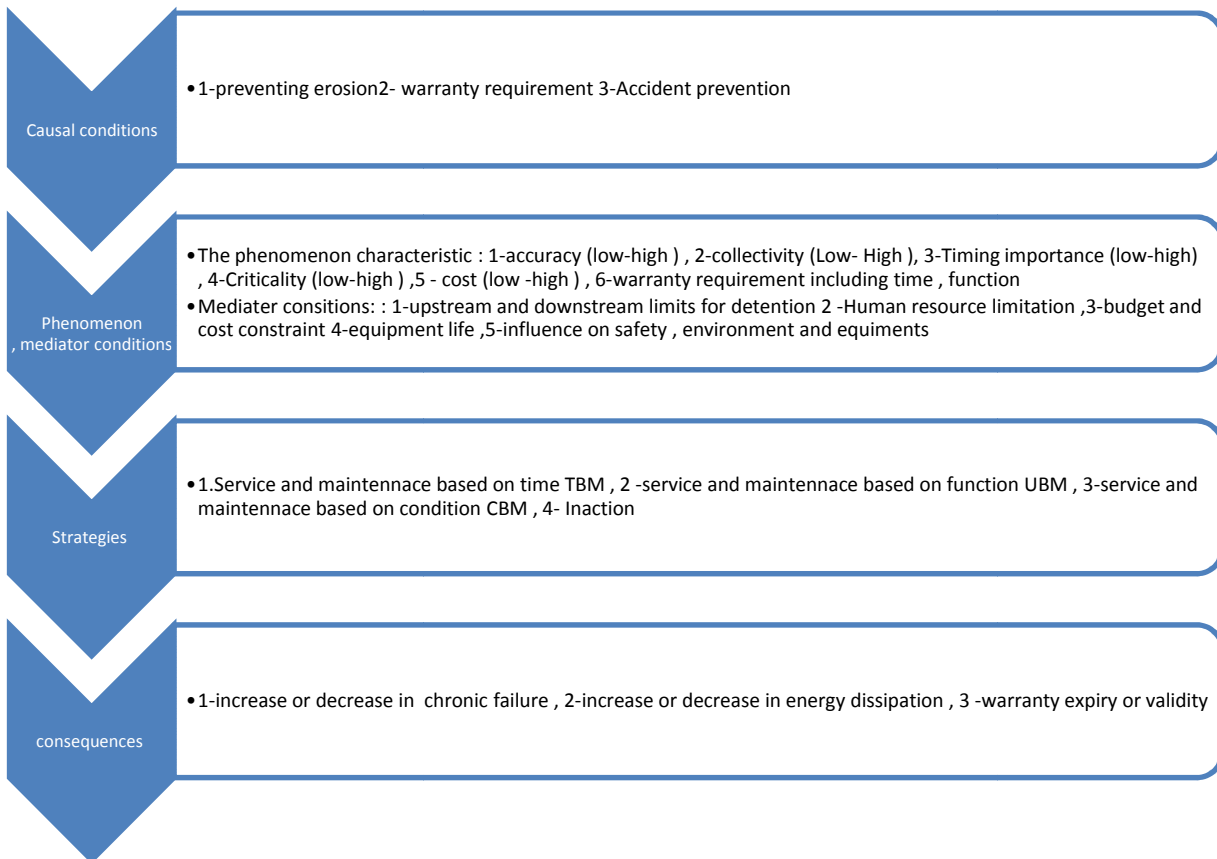 Causal conditions
•1-preventing erosion2- warranty requirement 3-Accident prevention
Phenomenon
, mediator conditions
•The phenomenon characteristic : 1-accuracy (low-high ) , 2-collectivity (Low- High ), 3-Timing importance (low-high)
, 4-Criticality (low-high ) ,5 - cost (low -high ) , 6-warranty requirement including time , function
•Mediater consitions: : 1-upstream and downstream limits for detention 2 -Human resource limitation ,3-budget and
cost constraint 4-equipment life ,5-influence on safety , environment and equiments
Strategies
•1.Service and maintennace based on time TBM , 2 -service and maintennace based on function UBM , 3-service and
maintennace based on condition CBM , 4- Inaction
consequences
•1-increase or decrease in  chronic failure , 2-increase or decrease in energy dissipation , 3 -warranty expiry or validity